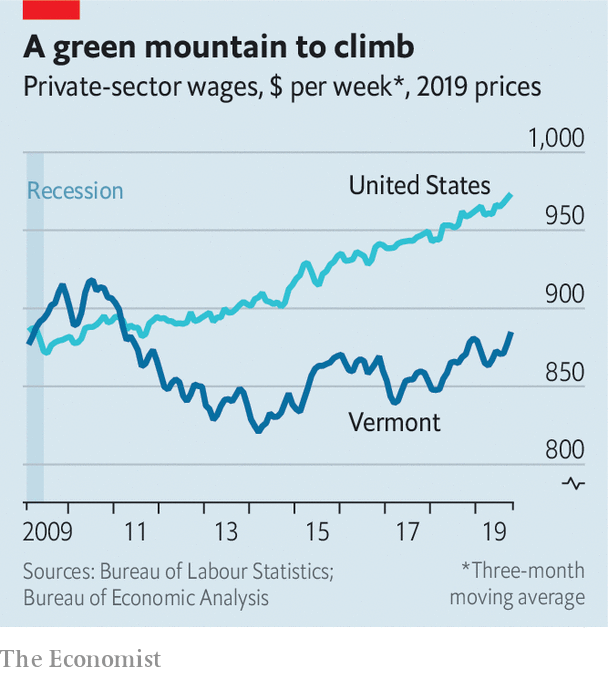 A green mountain to climb
Private-sector wages, $ per week*, 2019 prices
1,000
Recession
United States
950
900
850
Vermont
800
2009 11 13 15 17 19
Sources: Bureau of Labour Statistics;
Bureau of Economic Analysis
*Three-month
moving average
The Economist